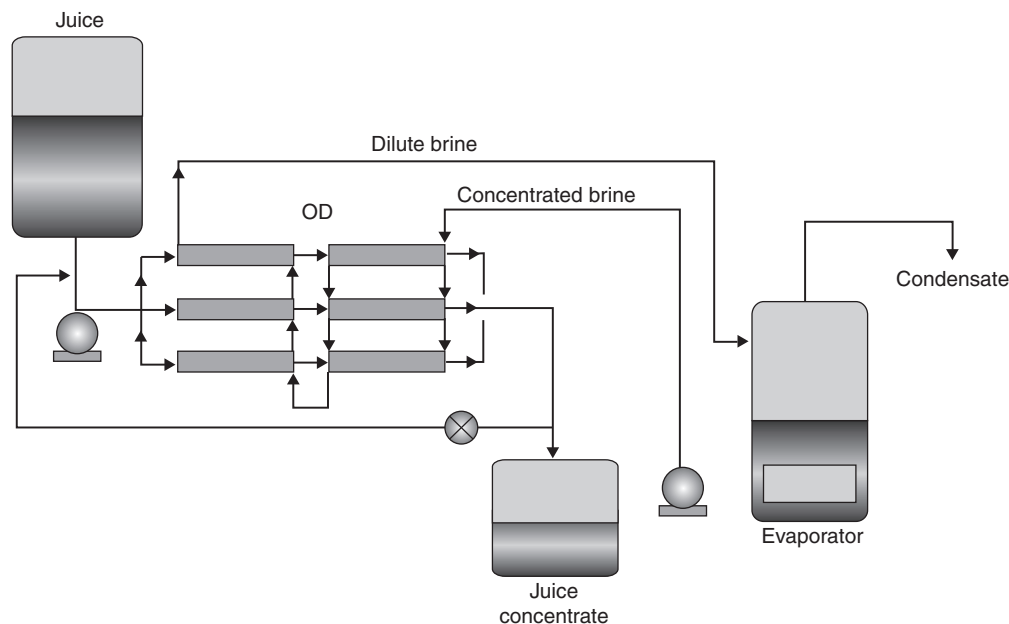 Juice
Dilute brine
Concentrated brine
OD
Condensate
Evaporator
Juice
concentrate